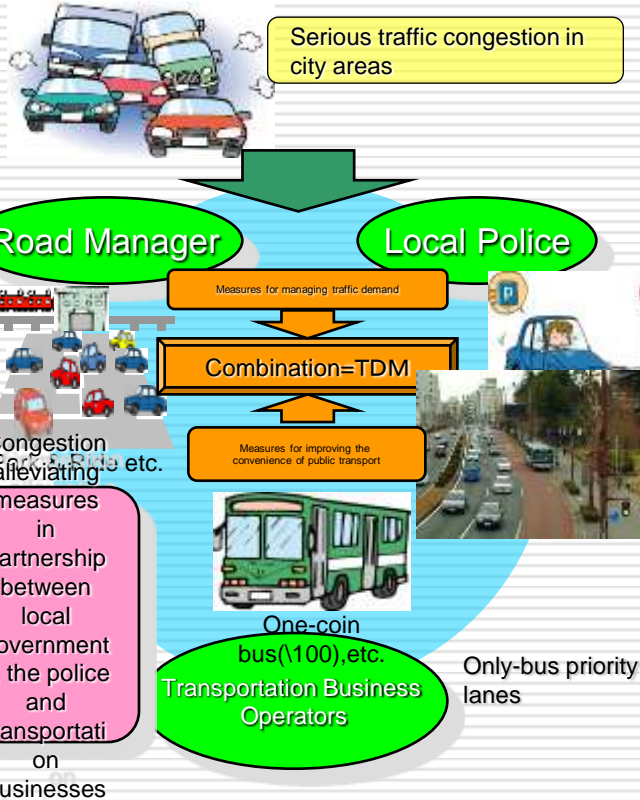 Serious traffic congestion in
city areas
Road Manager
Local Police
Measures for managing traffic demand
P
Combination=TDM
Measures for improving the
convenience of public transport
etc.
alleviating
measures
in
between
local
the police
and
on
One-coin
bus(\100),etc.
Transportation Business
Operators
Only-bus priority
lanes